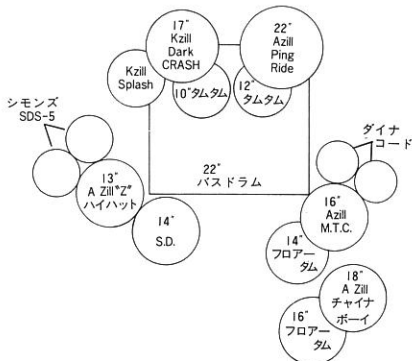 17"
Kzill
Dark
CRASH
22"
Azill
Ping
Ride
Kzill
Splash
10"タムタム
12"
タムタム
シモンズ
SDS-5
ダイナ
コード
22"
バスドラム
13"
A Zill "Z"
ハイハット
14"
S.D.
16"
Azill
M.T.C.
14"
フロアー
タム
18"
A Zill
チャイナ
ボーイ
16"
フロアー
タム